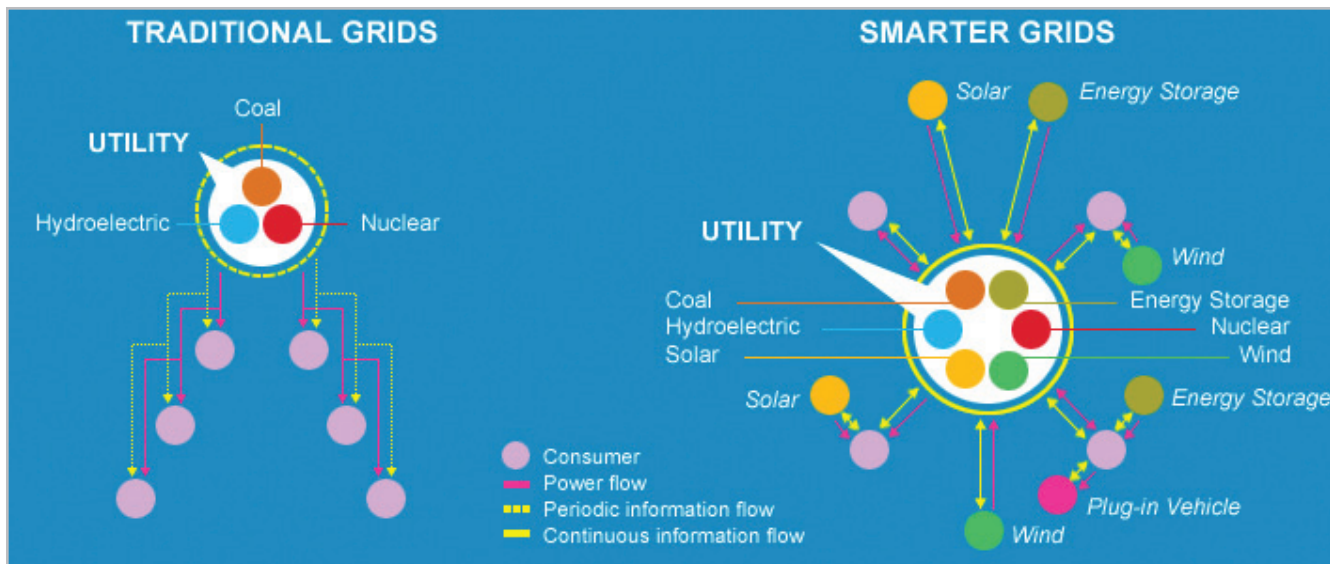 TRADITIONAL GRIDS
Coal
UTILITY
Hydroelectric
Nuclear
SMARTER GRIDS
Solar
Energy Storage
UTILITY
Wind
Coal
Energy Storage
Hydroelectric
Nuclear
Solar
Wind
Solar
Energy Storage
Plug-in Vehicle
Wind
Consumer
Power flow
Periodic information flow
Continuous information flow